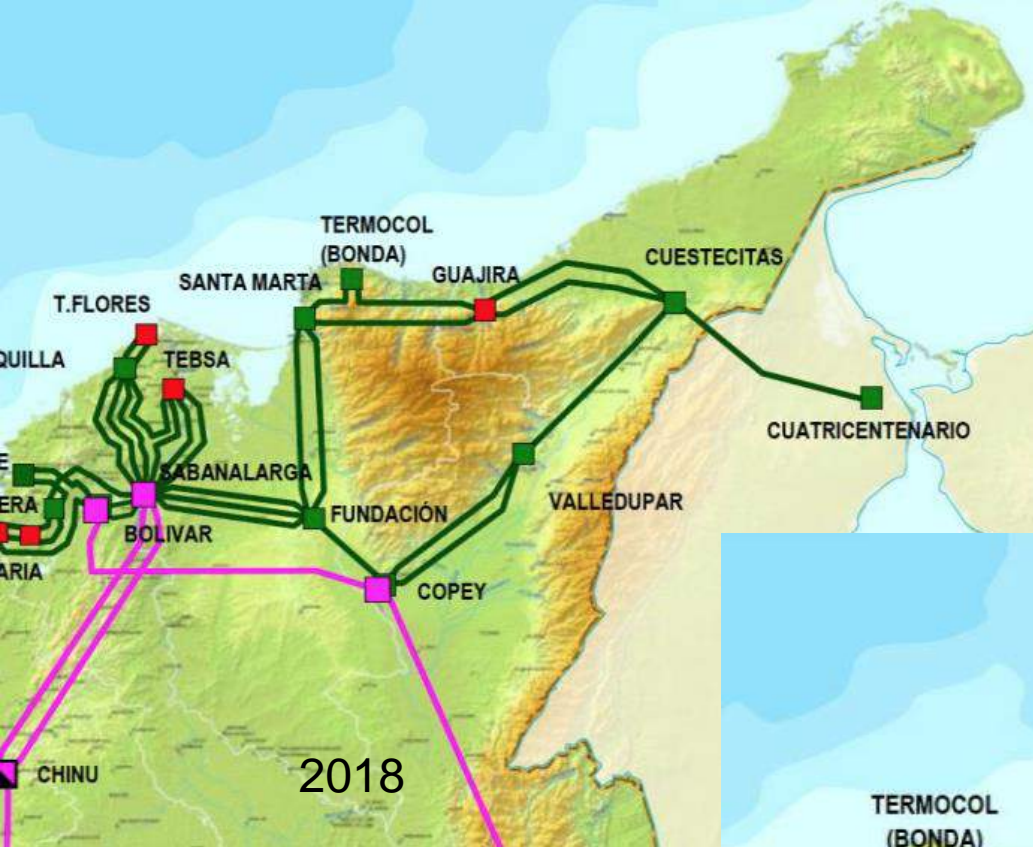 TERMOCOL
(BONDA)
SANTA MARTA
GUAJIRA
CUESTECITAS
T.FLORES
QUILLA
TEBSA
CUATRICENTENARIO
E
SABANALARGA
ERA
FUNDACIÓN
VALLEDUPAR
BOLIVAR
ARIA
COPEY
CHINU
2018
TERMOCOL
(BONDA)